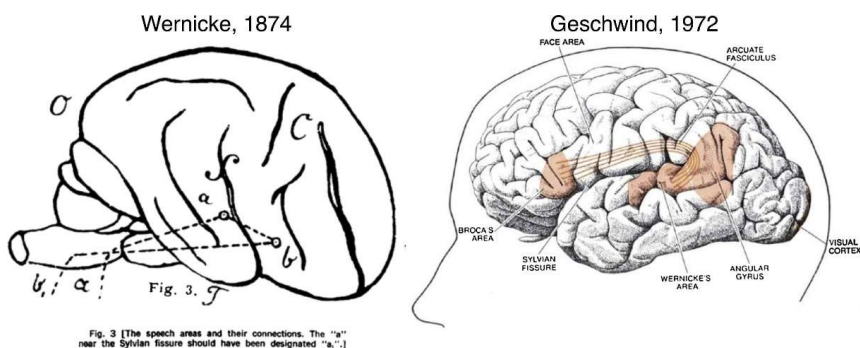 Wernicke, 1874
O
C
S
a
b
b₁
a
Fig. 3.
T
Fig. 3 [The speech areas and their connections. The "a"
near the Sylvian fissure should have been designated "a,".]
Geschwind, 1972
FACE AREA
ARCUATE
FASCICULUS
BROCA'S
AREA
SYLVIAN
FISSURE
WERNICKE'S
AREA
ANGULAR
GYRUS
VISUAL
CORTEX